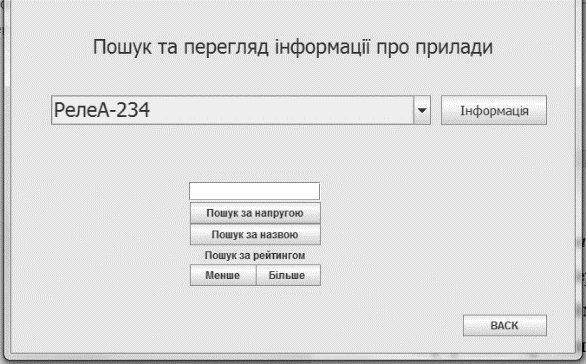 Пошук та перегляд інформації про прилади
РелеА-234
Інформація
Пошук за напругою
Пошук за назвою
Пошук за рейтингом
Менше Більше
BACK